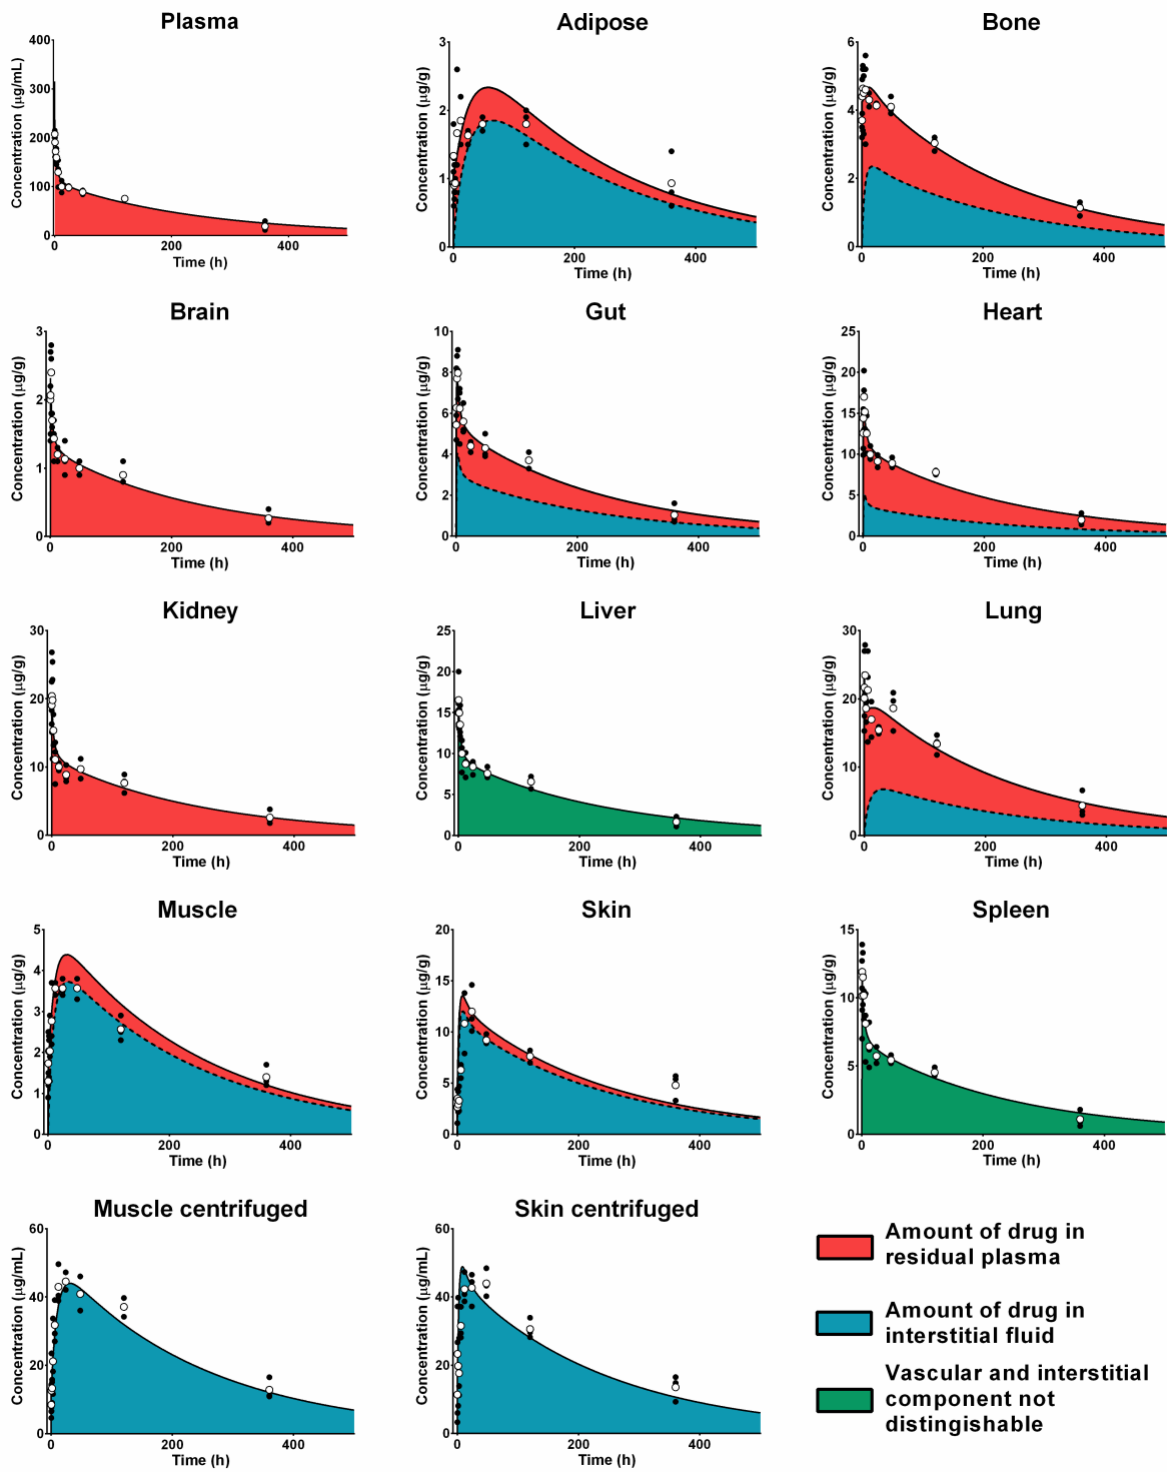 Plasma
Concentration (µg/mL)
400
300
200
100
0
0 200 400
Time (h)
Adipose
Concentration (µg/g)
3
2
1
0
0 200 400
Time (h)
Bone
Concentration (µg/g)
6
4
2
0
0 200 400
Time (h)
Brain
Concentration (µg/g)
3
2
1
0
0 200 400
Time (h)
Gut
Concentration (µg/g)
10
8
6
4
2
0
0 200 400
Time (h)
Heart
Concentration (µg/g)
25
20
15
10
5
0
0 200 400
Time (h)
Kidney
Concentration (µg/g)
30
20
10
0
0 200 400
Time (h)
Liver
Concentration (µg/g)
25
20
15
10
5
0
0 200 400
Time (h)
Lung
Concentration (µg/g)
30
20
10
0
0 200 400
Time (h)
Muscle
Concentration (µg/g)
5
4
3
2
1
0
0 200 400
Time (h)
Skin
Concentration (µg/g)
20
15
10
5
0
0 200 400
Time (h)
Spleen
Concentration (µg/g)
15
10
5
0
0 200 400
Time (h)
Muscle centrifuged
Concentration (µg/mL)
60
40
20
0
0 200 400
Time (h)
Skin centrifuged
Concentration (µg/mL)
60
40
20
0
0 200 400
Time (h)
Amount of drug in
residual plasma
Amount of drug in
interstitial fluid
Vascular and interstitial
component not
distingishable